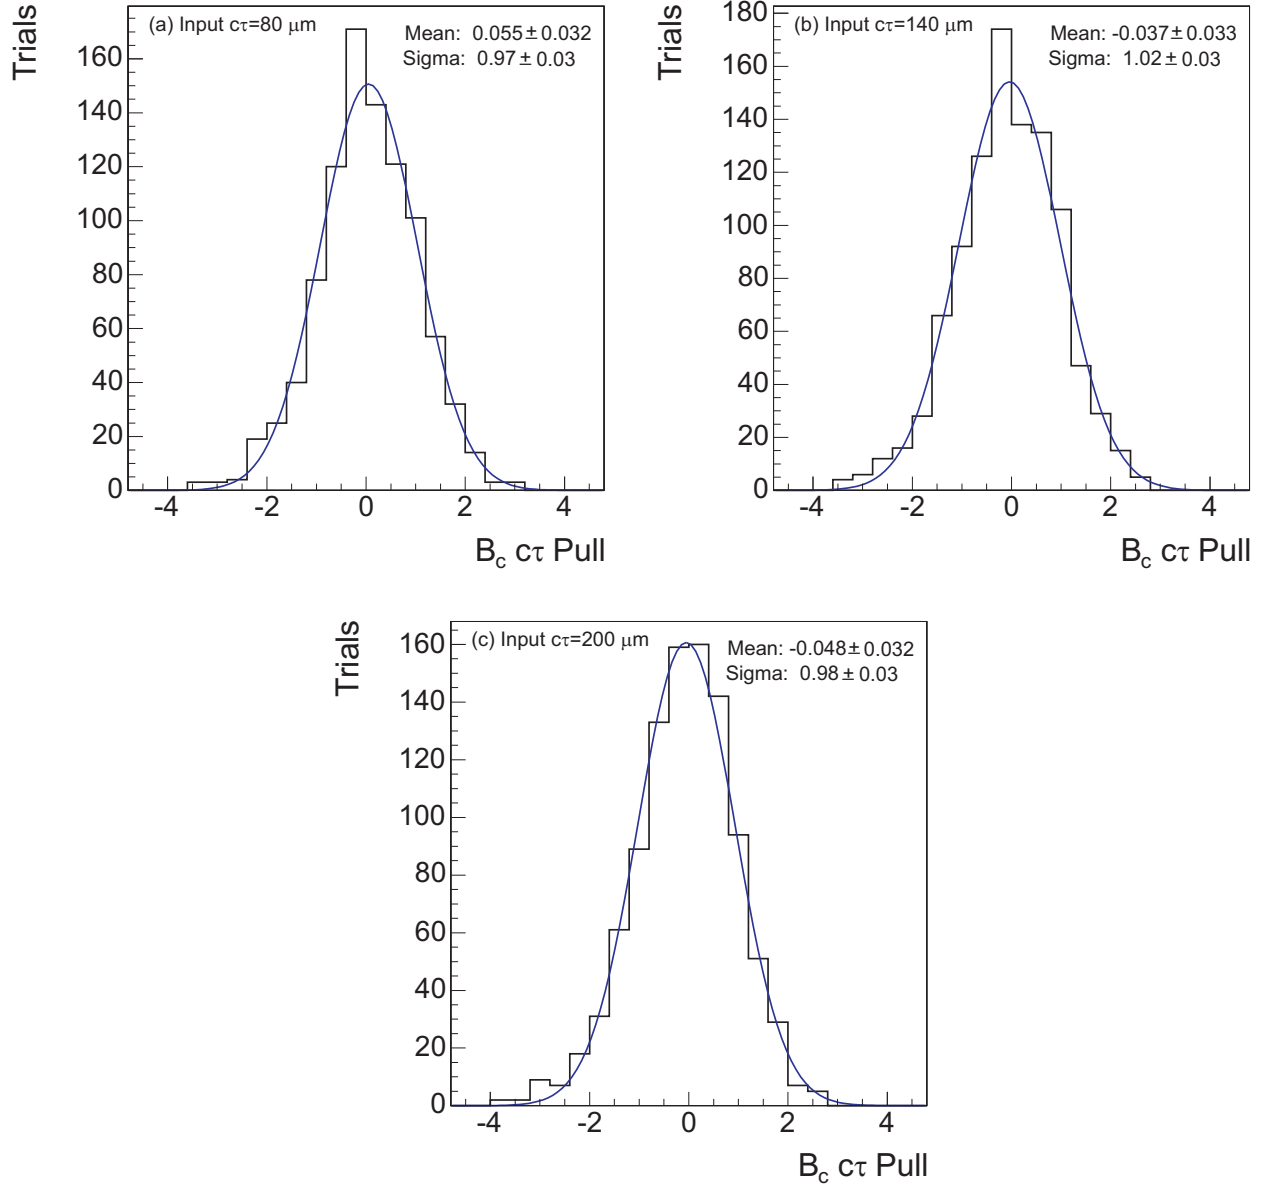 (a) Input cτ=80 μm
Mean: 0.055±0.032
Sigma: 0.97±0.03
Trials
160
140
120
100
80
60
40
20
0
-4 -2 0 2 4
Bc cτ Pull
(b) Input cτ=140 μm
Mean: -0.037±0.033
Sigma: 1.02±0.03
Trials
180
160
140
120
100
80
60
40
20
0
-4 -2 0 2 4
Bc cτ Pull
(c) Input cτ=200 μm
Mean: -0.048±0.032
Sigma: 0.98±0.03
Trials
160
140
120
100
80
60
40
20
0
-4 -2 0 2 4
Bc cτ Pull